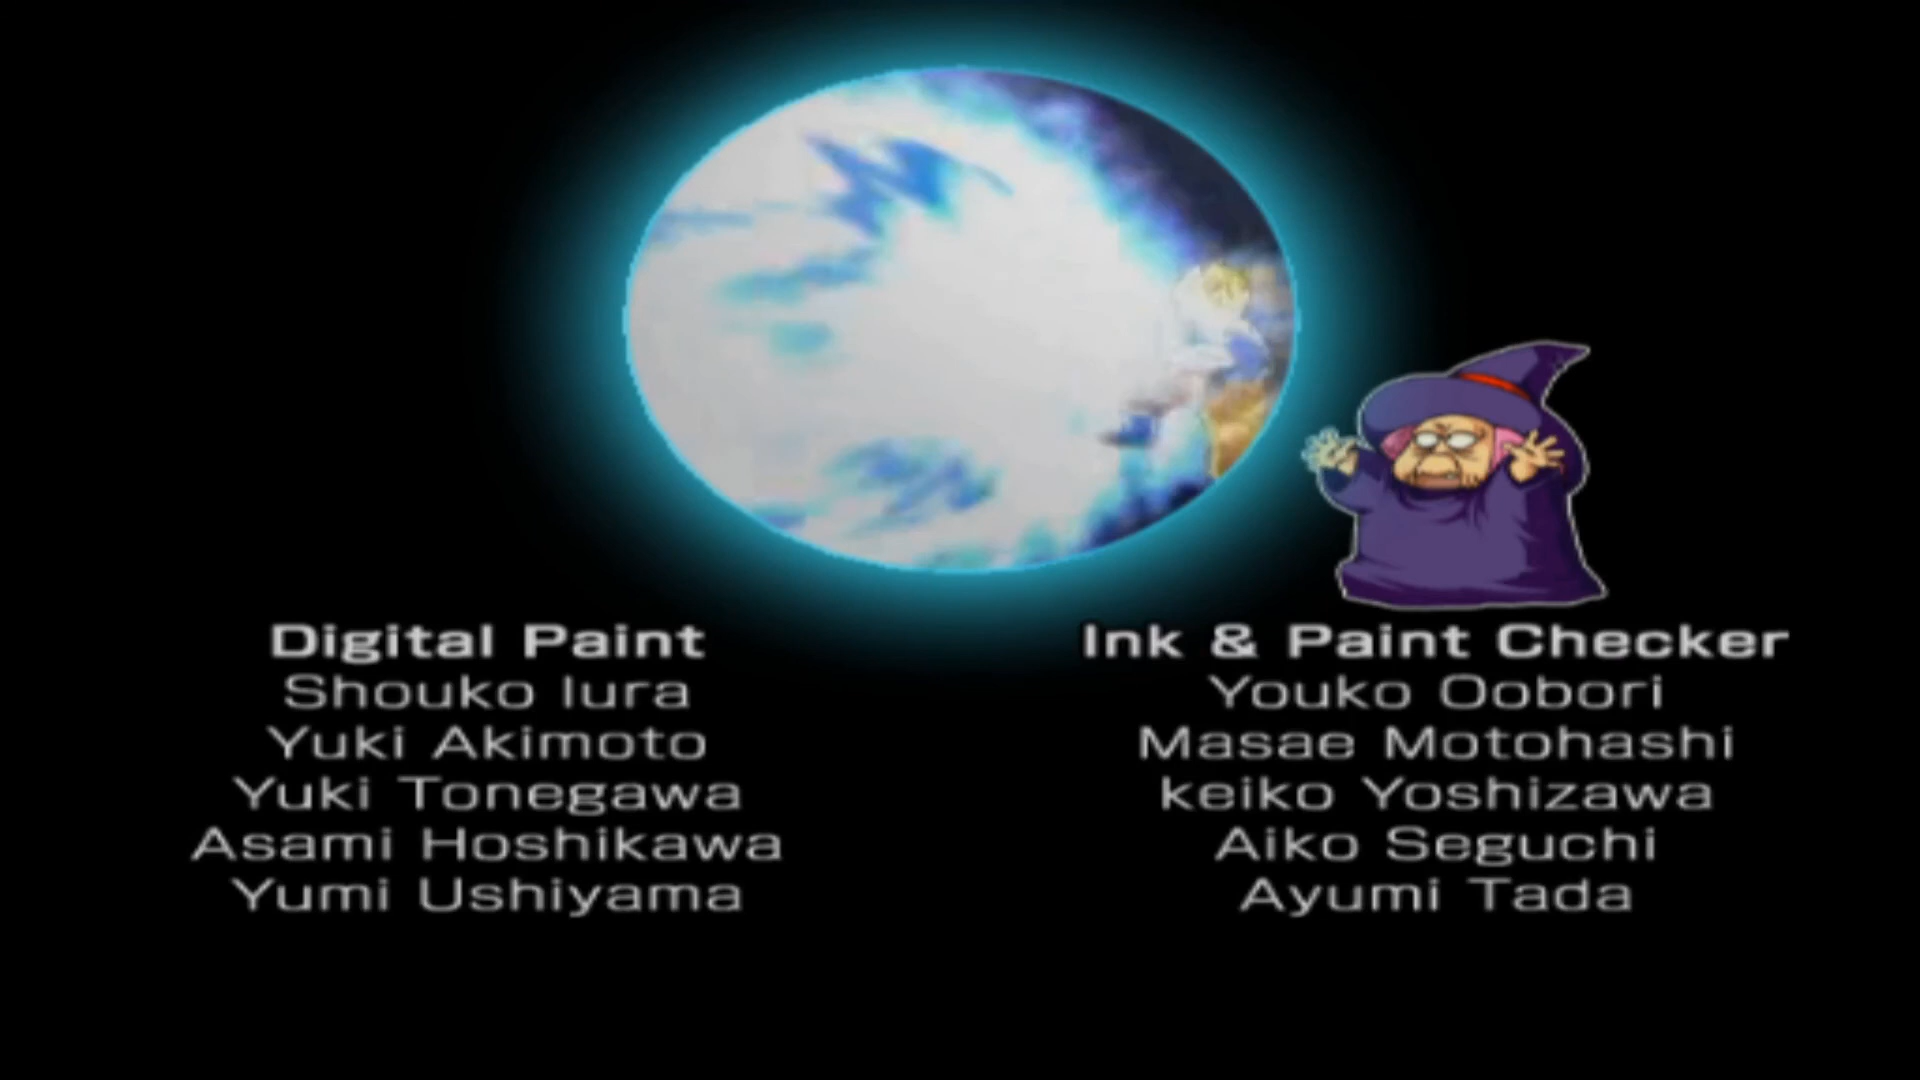 Digital Paint
Shouko Iura
Yuki Akimoto
Yuki Tonegawa
Asami Hoshikawa
Yumi Ushiyama
Ink & Paint Checker
Youko Oobori
Masae Motohashi
keiko Yoshizawa
Aiko Seguchi
Ayumi Tada